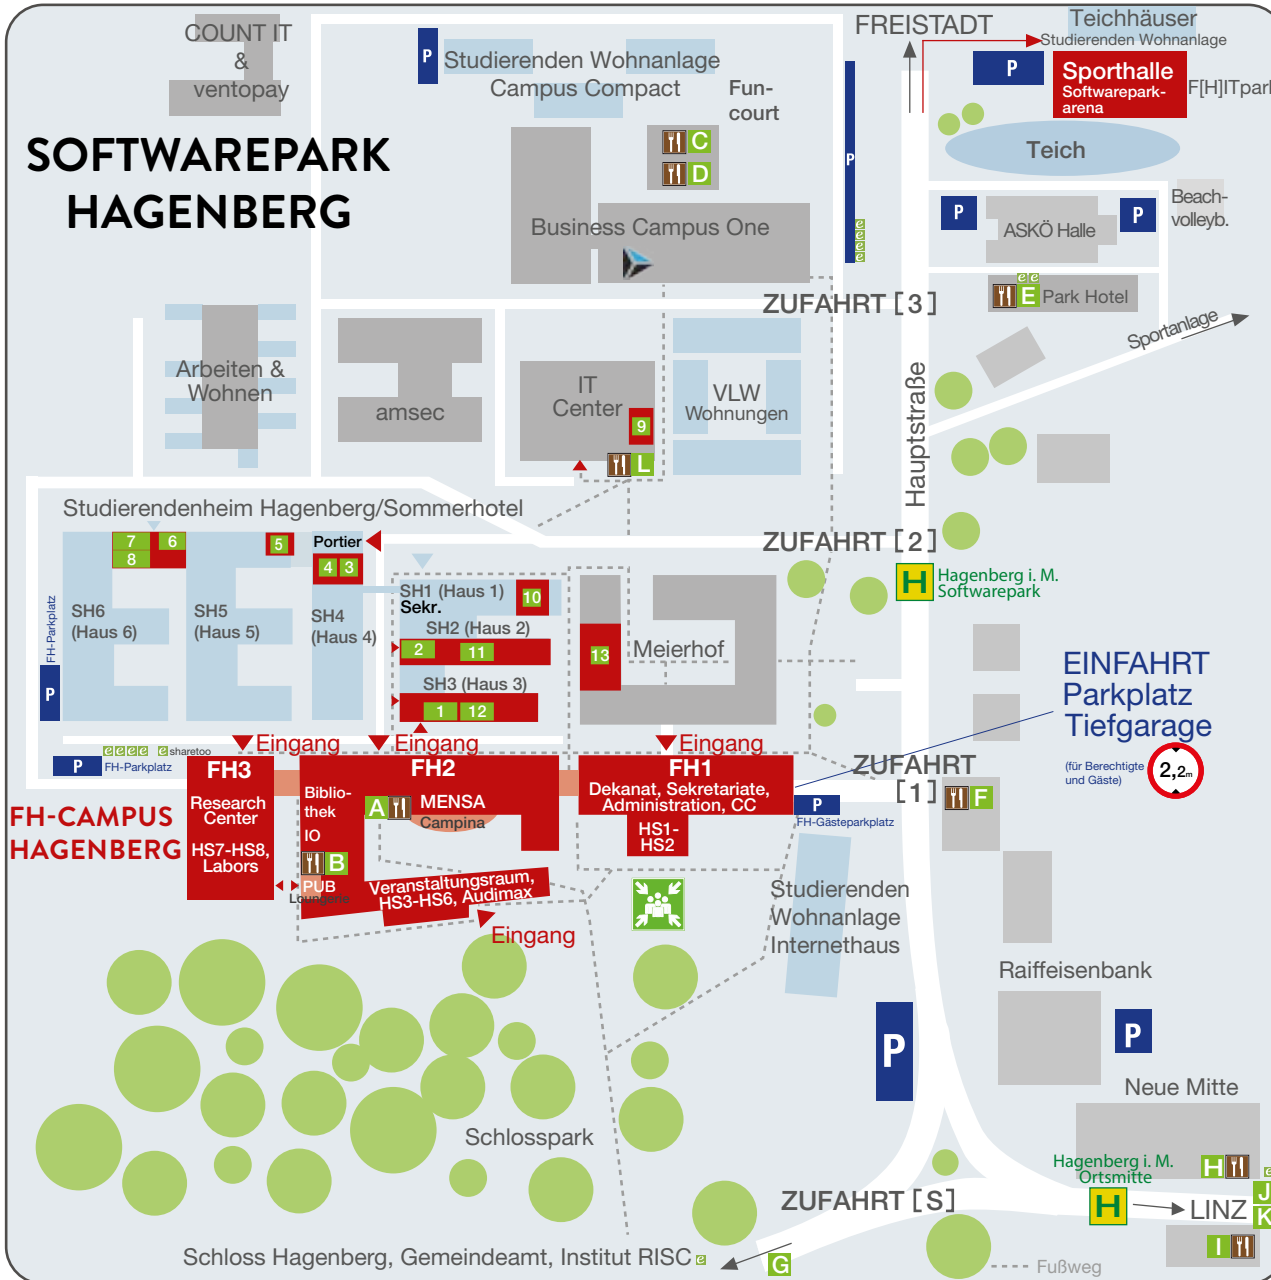 COUNT IT
&
ventopay
SOFTWAREPARK
HAGENBERG
P
Studierenden Wohnanlage
Campus Compact
Fun-
court
C
D
Business Campus One
P
e
e
e
e
FREISTADT
Teichhäuser
Studierenden Wohnanlage
P
Sporthalle
Softwarepark-
arena
F[H]ITpark
Teich
P
ASKÖ Halle
P
Beach-
volleyb.
e e
E Park Hotel
ZUFAHRT [3]
Sportanlage
Hauptstraße
Arbeiten &
Wohnen
amsec
IT
Center
9
L
VLW
Wohnungen
Studierendenheim Hagenberg/Sommerhotel
ZUFAHRT [2]
H
Hagenberg i. M.
Softwarepark
7
6
8
5
Portier
4
3
SH6
(Haus 6)
SH5
(Haus 5)
SH4
(Haus 4)
SH1 (Haus 1)
Sekr.
10
SH2 (Haus 2)
2
11
SH3 (Haus 3)
1
12
13
Meierhof
FH-Parkplatz
P
EINFAHRT
Parkplatz
Tiefgarage
(für Berechtigte
und Gäste)
2,2m
e e e e e sharetoo
P FH-Parkplatz
Eingang
Eingang
Eingang
ZUFAHRT
[1]
F
FH-CAMPUS
HAGENBERG
FH3
Research
Center
HS7-HS8,
Labors
FH2
Biblio-
thek
IO
A
MENSA
Campina
B
PUB
Loungerie
Veranstaltungsraum,
HS3-HS6, Audimax
Eingang
FH1
Dekanat, Sekretariate,
Administration, CC
HS1-
HS2
P
FH-Gästeparkplatz
Studierenden
Wohnanlage
Internethaus
Raiffeisenbank
P
P
Neue Mitte
Schlosspark
H
e
Hagenberg i. M.
Ortsmitte
H
LINZ
J
K
I
ZUFAHRT [S]
Schloss Hagenberg, Gemeindeamt, Institut RISC e
G
Fußweg